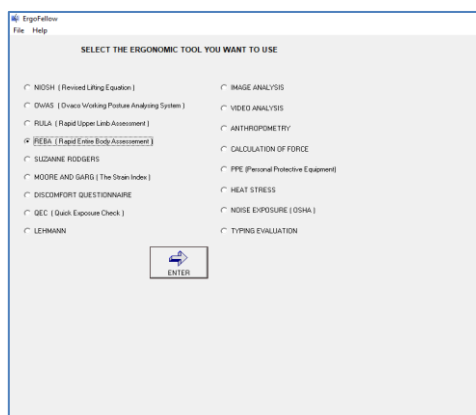 ErgoFellow
File Help
SELECT THE ERGONOMIC TOOL YOU WANT TO USE
NIOSH ( Revised Lifting Equation )
OWAS ( Ovaco Working Posture Analysing System )
RULA ( Rapid Upper Limb Assessment )
REBA ( Rapid Entire Body Assessement )
SUZANNE RODGERS
MOORE AND GARG ( The Strain Index )
DISCOMFORT QUESTIONNAIRE
QEC ( Quick Exposure Check )
LEHMANN
IMAGE ANALYSIS
VIDEO ANALYSIS
ANTHROPOMETRY
CALCULATION OF FORCE
PPE (Personal Protective Equipment)
HEAT STRESS
NOISE EXPOSURE ( OSHA )
TYPING EVALUATION
ENTER